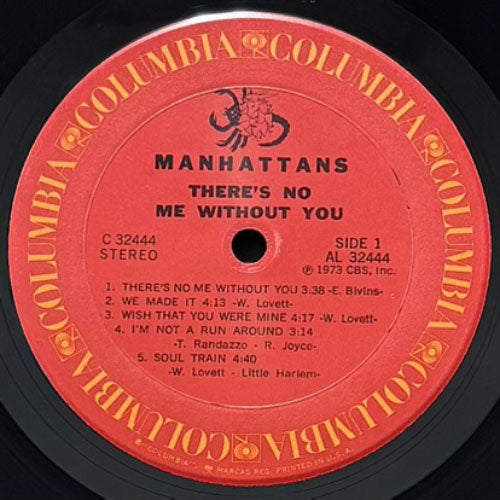 COLUMBIA COLUMBIA COLUMBIA COLUMBIA COLUMBIA COLUMBIA
MANHATTANS
THERE'S NO
ME WITHOUT YOU
C 32444
STEREO
SIDE 1
AL 32444
℗ 1973 CBS, Inc.
1. THERE'S NO ME WITHOUT YOU 3:38 -E. Bivins-
2. WE MADE IT 4:13 -W. Lovett-
3. WISH THAT YOU WERE MINE 4:17 -W. Lovett-
4. I'M NOT A RUN AROUND 3:14
-T. Randazzo - R. Joyce-
5. SOUL TRAIN 4:40
-W. Lovett - Little Harlem-
"COLUMBIA", MARCAS REG. PRINTED IN U.S.A.